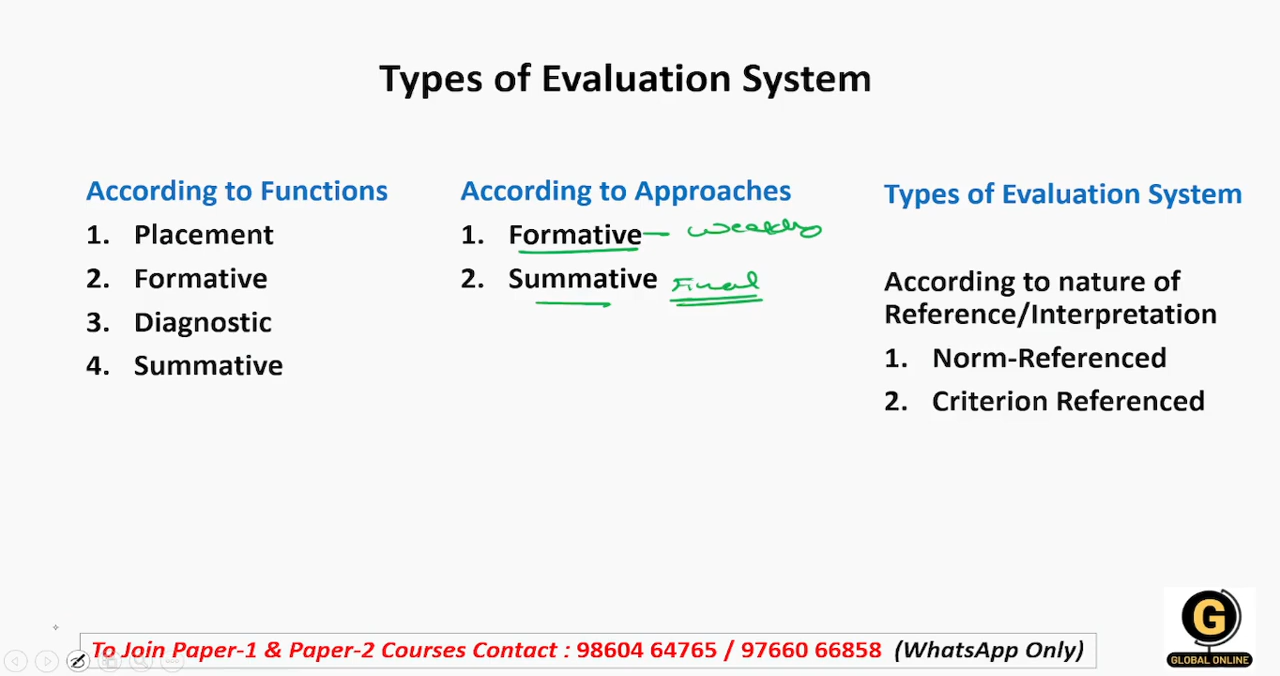 Types of Evaluation System
According to Functions
1. Placement
2. Formative
3. Diagnostic
4. Summative
According to Approaches
1. Formative – weekly
2. Summative Final
Types of Evaluation System
According to nature of
Reference/Interpretation
1. Norm-Referenced
2. Criterion Referenced
To Join Paper-1 & Paper-2 Courses Contact : 98604 64765 / 97660 66858 (WhatsApp Only)
G
GLOBAL ONLINE